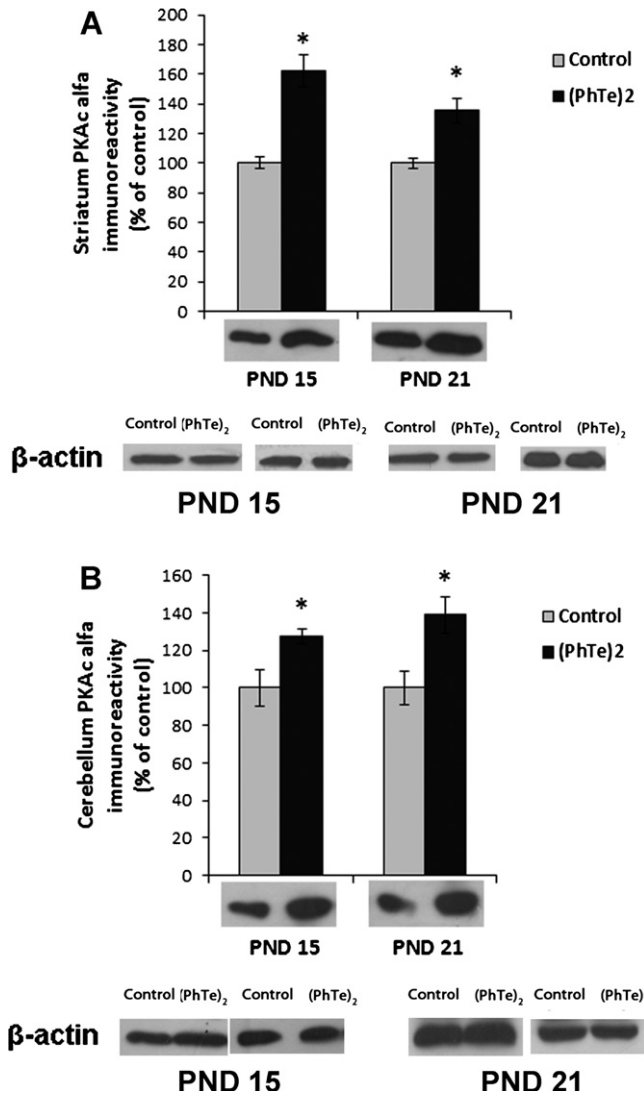 A
Striatum PKAc alfa
immunoreactivity
(% of control)
200
180
160
140
120
100
80
60
40
20
0
*
*
Control
(PhTe)2
PND 15
PND 21
Control (PhTe)2
Control (PhTe)2
Control (PhTe)2
Control (PhTe)2
β-actin
PND 15
PND 21
B
Cerebellum PKAc alfa
immunoreactivity
(% of control)
160
140
120
100
80
60
40
20
0
*
*
Control
(PhTe)2
PND 15
PND 21
Control (PhTe)2
Control (PhTe)2
Control (PhTe)2
Control (PhTe)
β-actin
PND 15
PND 21